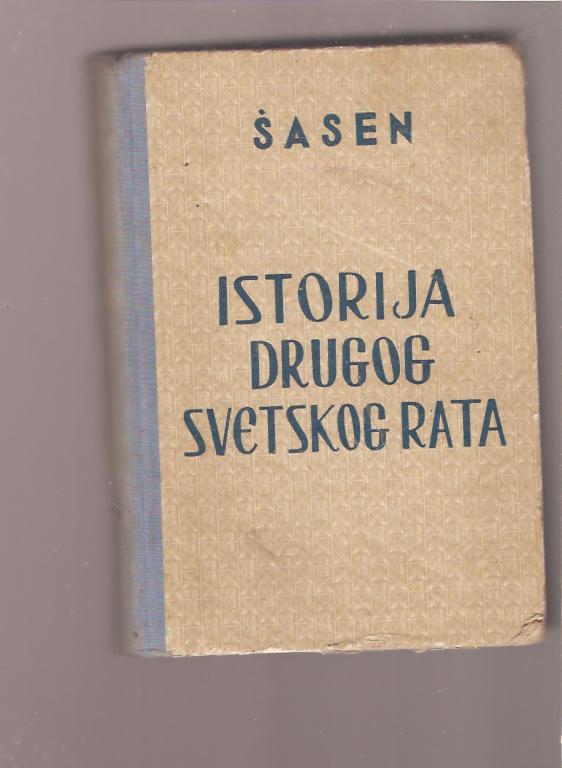 ŠASEN
ISTORIJA
DRUGOG
SVETSKOG RATA